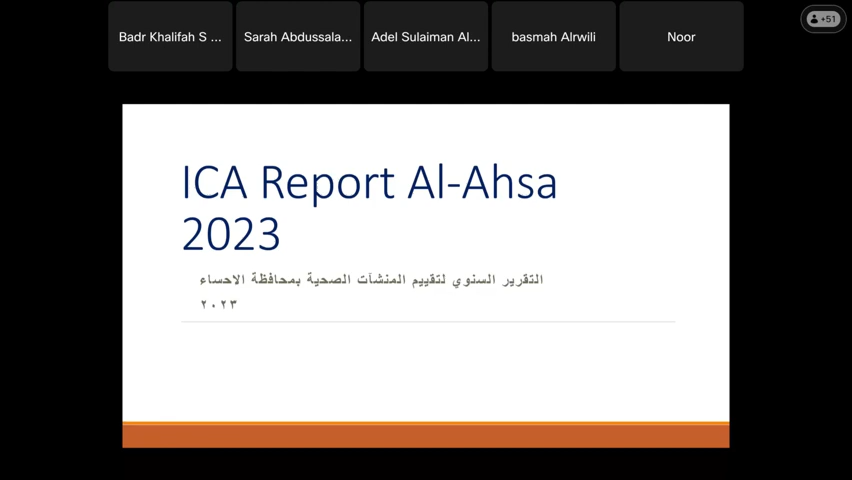 Badr Khalifah S ...
Sarah Abdussala...
Adel Sulaiman Al...
basmah Alrwili
Noor
+51
ICA Report Al-Ahsa
2023
التقرير السنوي لتقييم المنشآت الصحية بمحافظة الاحساء
٢٠٢٣